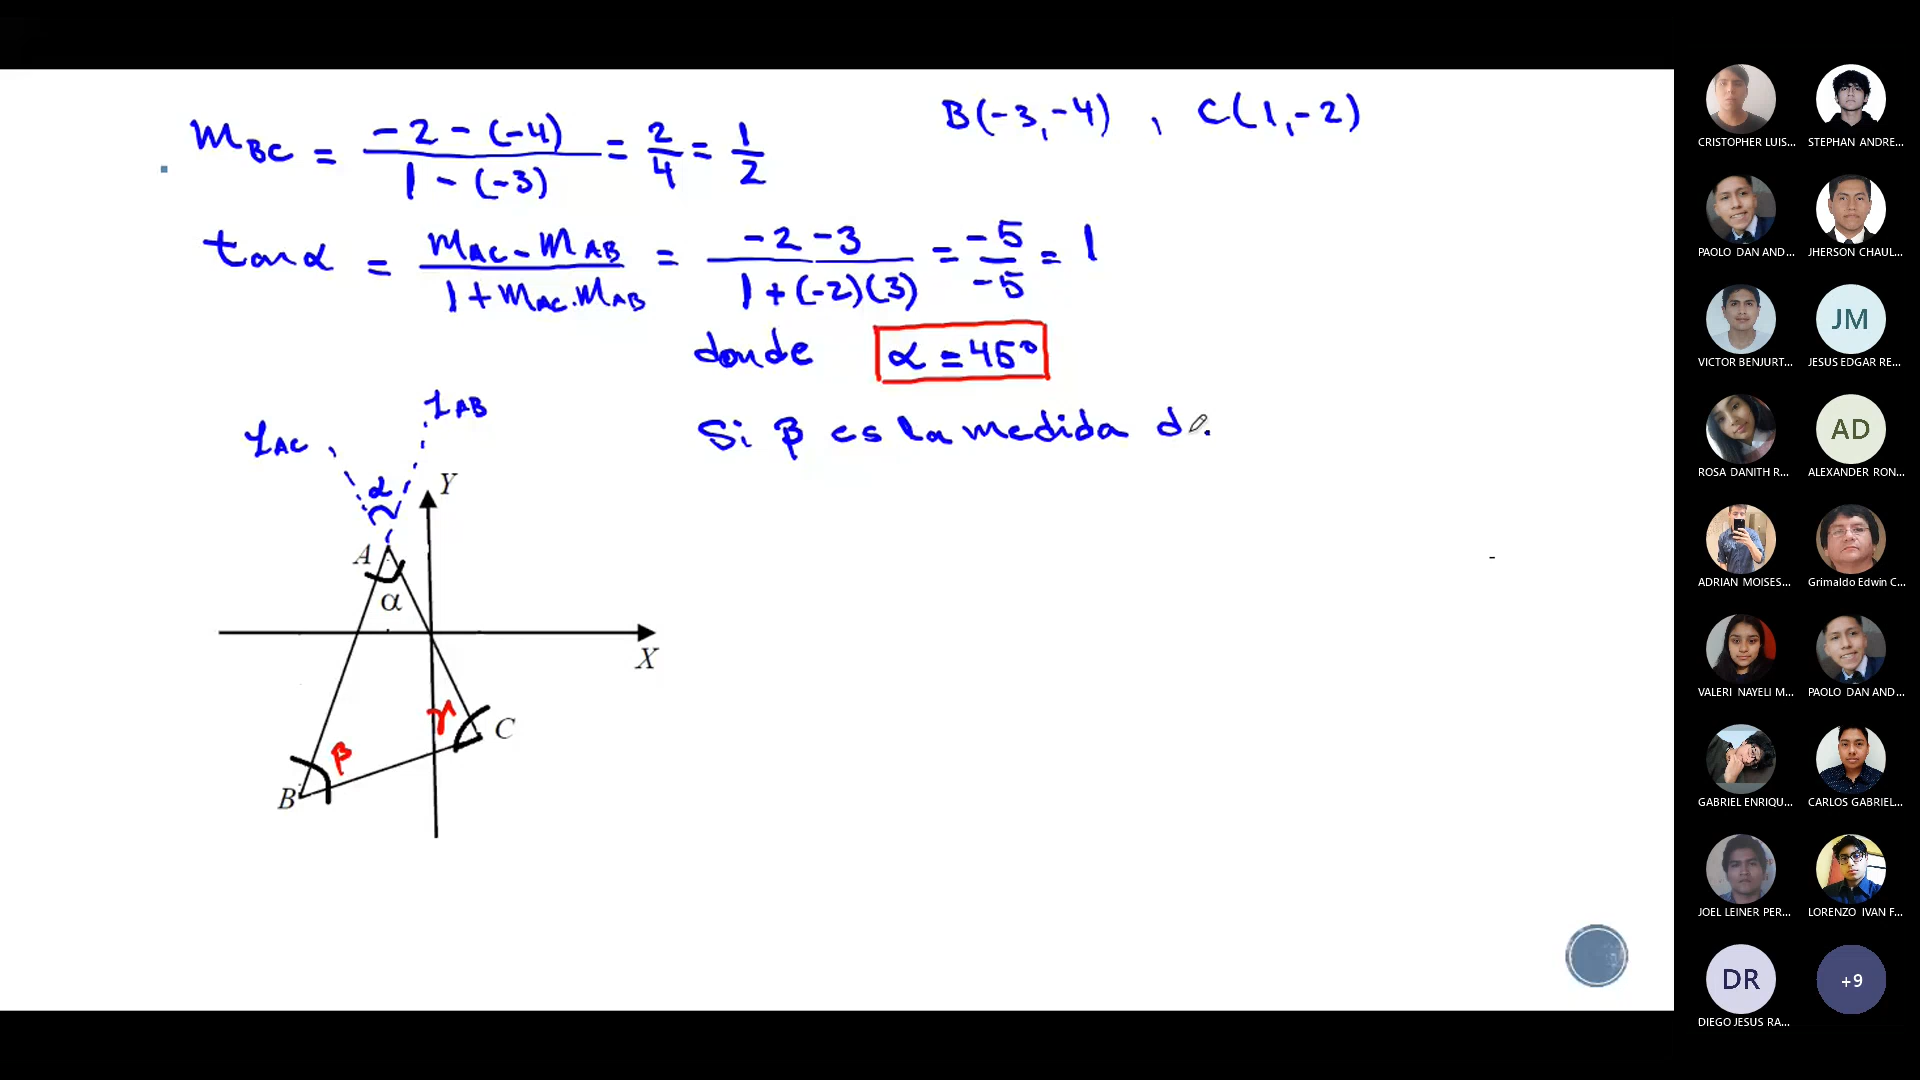 m_BC = -2 - (-4) / 1 - (-3) = 2/4 = 1/2
B(-3,-4) , C(1,-2)
tan α = m_AC - m_AB / 1 + m_AC . m_AB = -2 -3 / 1 + (-2)(3) = -5/-5 = 1
donde α = 45°
Si β es la medida d
L_AC
L_AB
α
Y
A
α
X
γ
C
β
B
CRISTOPHER LUIS...
STEPHAN ANDRE...
PAOLO DAN AND...
JHERSON CHAUL...
JM
VICTOR BENJURT...
JESUS EDGAR RE...
AD
ROSA DANITH R...
ALEXANDER RON...
ADRIAN MOISES...
Grimaldo Edwin C...
VALERI NAYELI M...
PAOLO DAN AND...
GABRIEL ENRIQU...
CARLOS GABRIEL...
JOEL LEINER PER...
LORENZO IVAN F...
DR
+9
DIEGO JESUS RA...